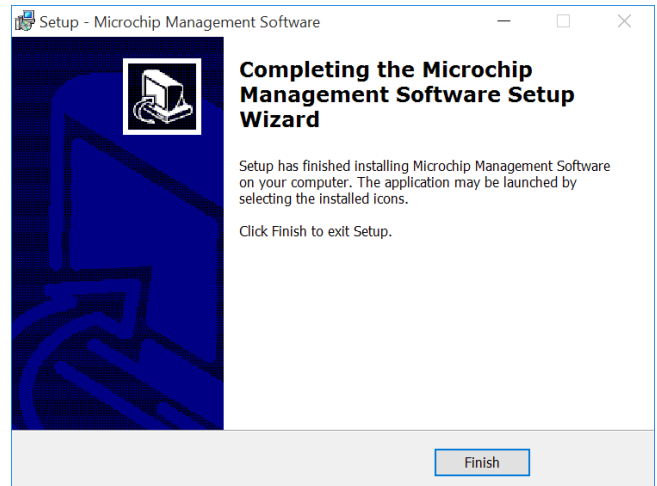 Setup - Microchip Management Software
Completing the Microchip
Management Software Setup
Wizard
Setup has finished installing Microchip Management Software
on your computer. The application may be launched by
selecting the installed icons.
Click Finish to exit Setup.
Finish